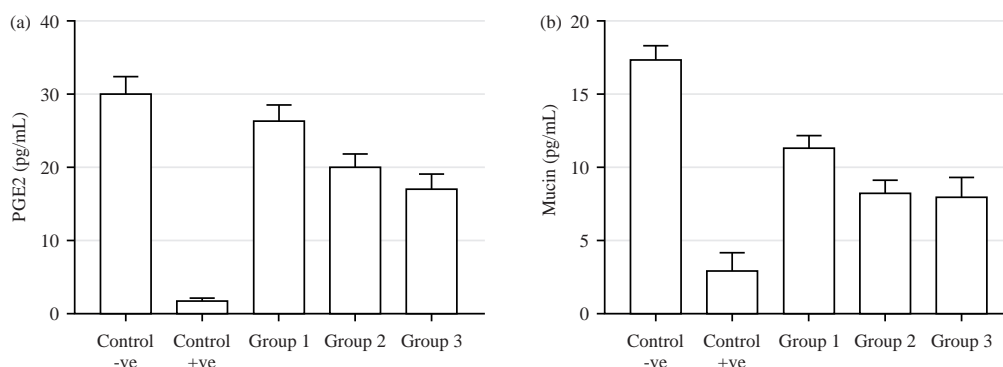 (a)
PGE2 (pg/mL)
40
30
20
10
0
Control
-ve
Control
+ve
Group 1
Group 2
Group 3
(b)
Mucin (pg/mL)
20
15
10
5
0
Control
-ve
Control
+ve
Group 1
Group 2
Group 3